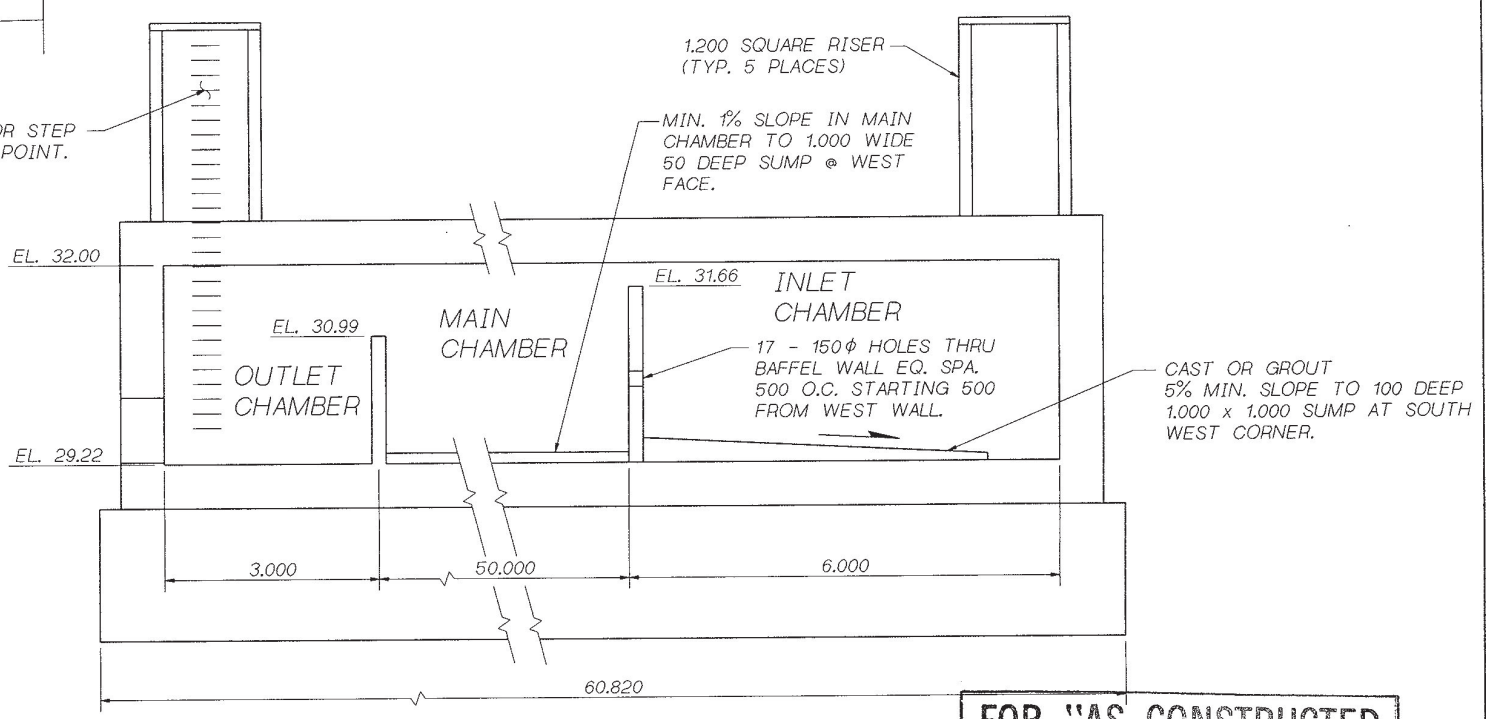 1.200 SQUARE RISER
(TYP. 5 PLACES)
OR STEP
POINT.
MIN. 1% SLOPE IN MAIN
CHAMBER TO 1.000 WIDE
50 DEEP SUMP @ WEST
FACE.
EL. 32.00
EL. 31.66
INLET
CHAMBER
EL. 30.99
MAIN
CHAMBER
17 - 150ϕ HOLES THRU
BAFFEL WALL EQ. SPA.
500 O.C. STARTING 500
FROM WEST WALL.
OUTLET
CHAMBER
CAST OR GROUT
5% MIN. SLOPE TO 100 DEEP
1.000 x 1.000 SUMP AT SOUTH
WEST CORNER.
EL. 29.22
3.000
50.000
6.000
60.820
FOR "AS CONSTRUCTED